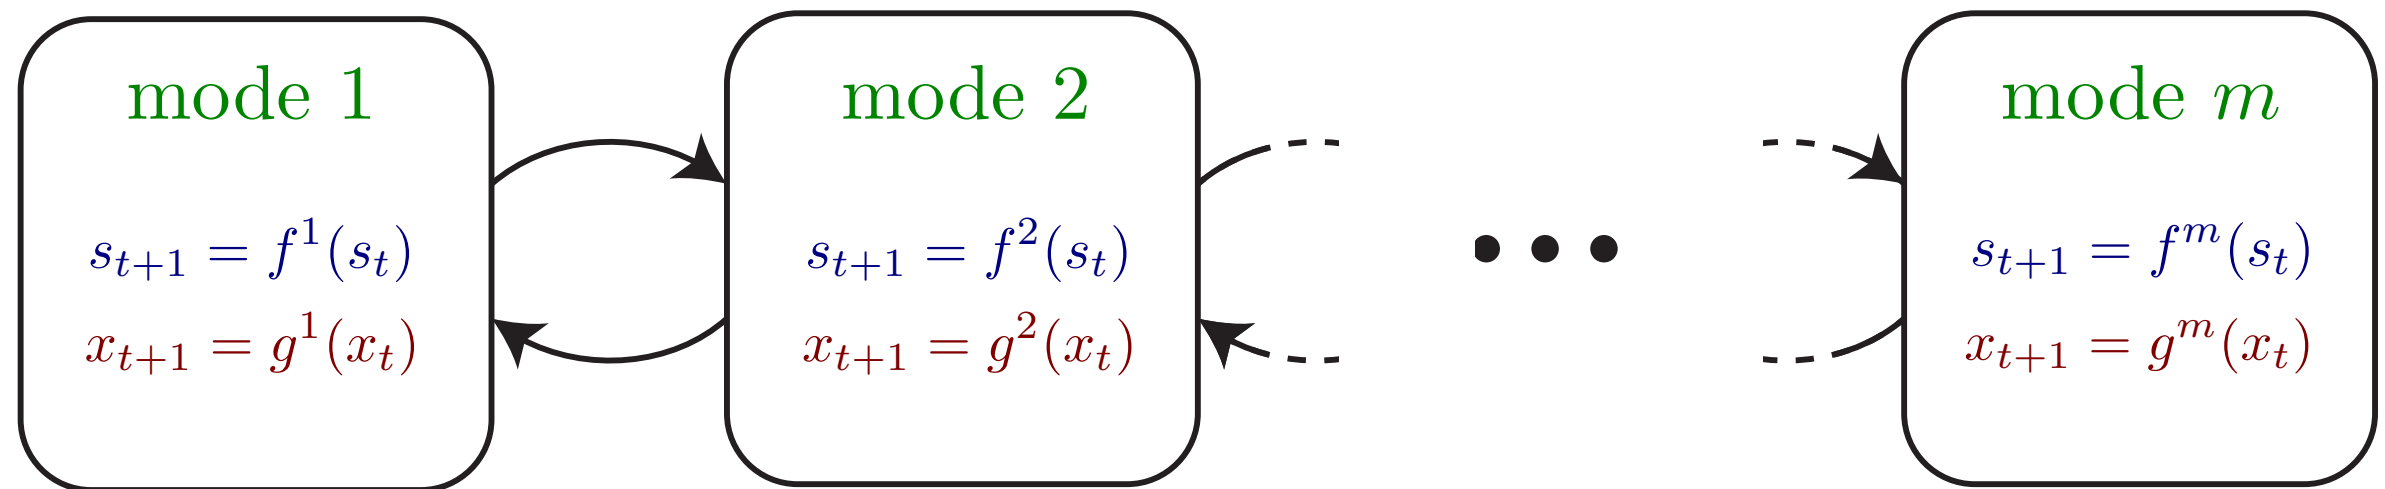 mode 1
s_{t+1} = f^1(s_t)
x_{t+1} = g^1(x_t)
mode 2
s_{t+1} = f^2(s_t)
x_{t+1} = g^2(x_t)
• • •
mode m
s_{t+1} = f^m(s_t)
x_{t+1} = g^m(x_t)